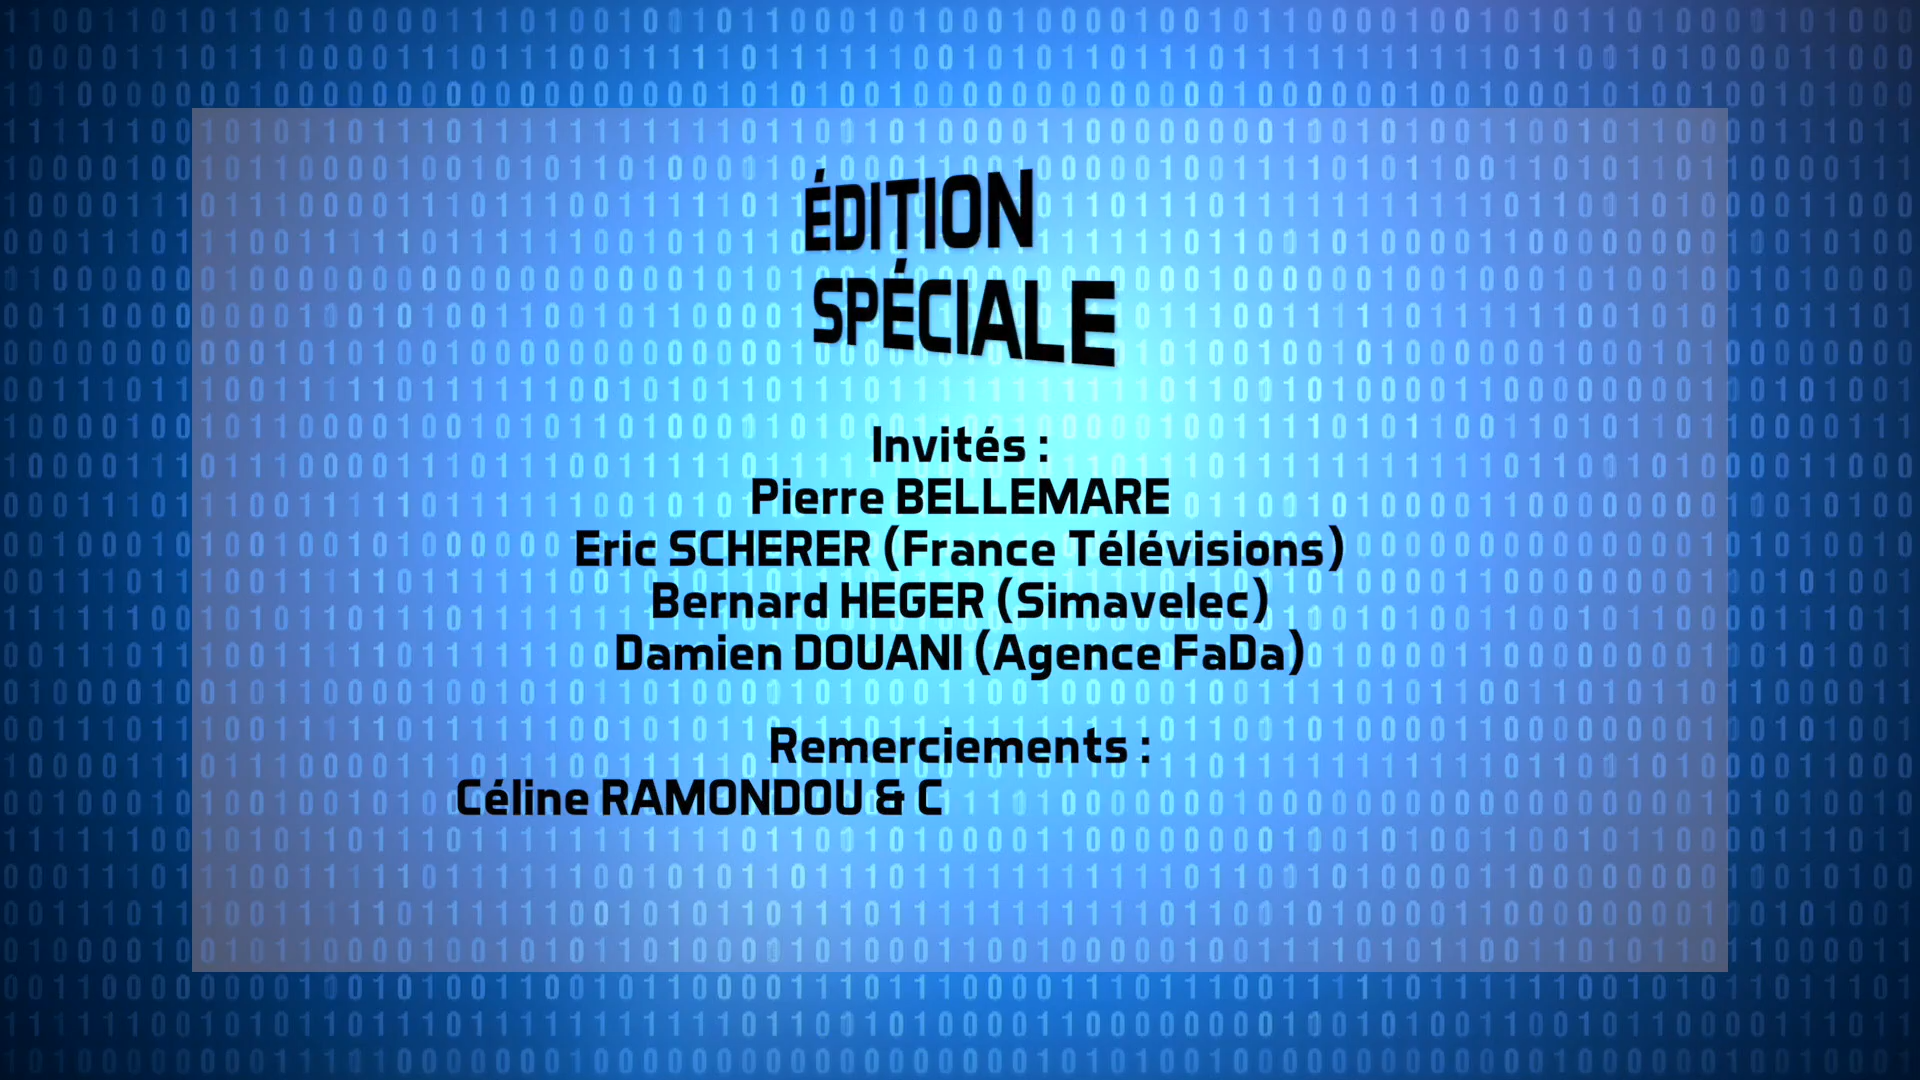 ÉDITION
SPÉCIALE
Invités :
Pierre BELLEMARE
Eric SCHERER (France Télévisions)
Bernard HEGER (Simavelec)
Damien DOUANI (Agence FaDa)
Remerciements :
Céline RAMONDOU & C